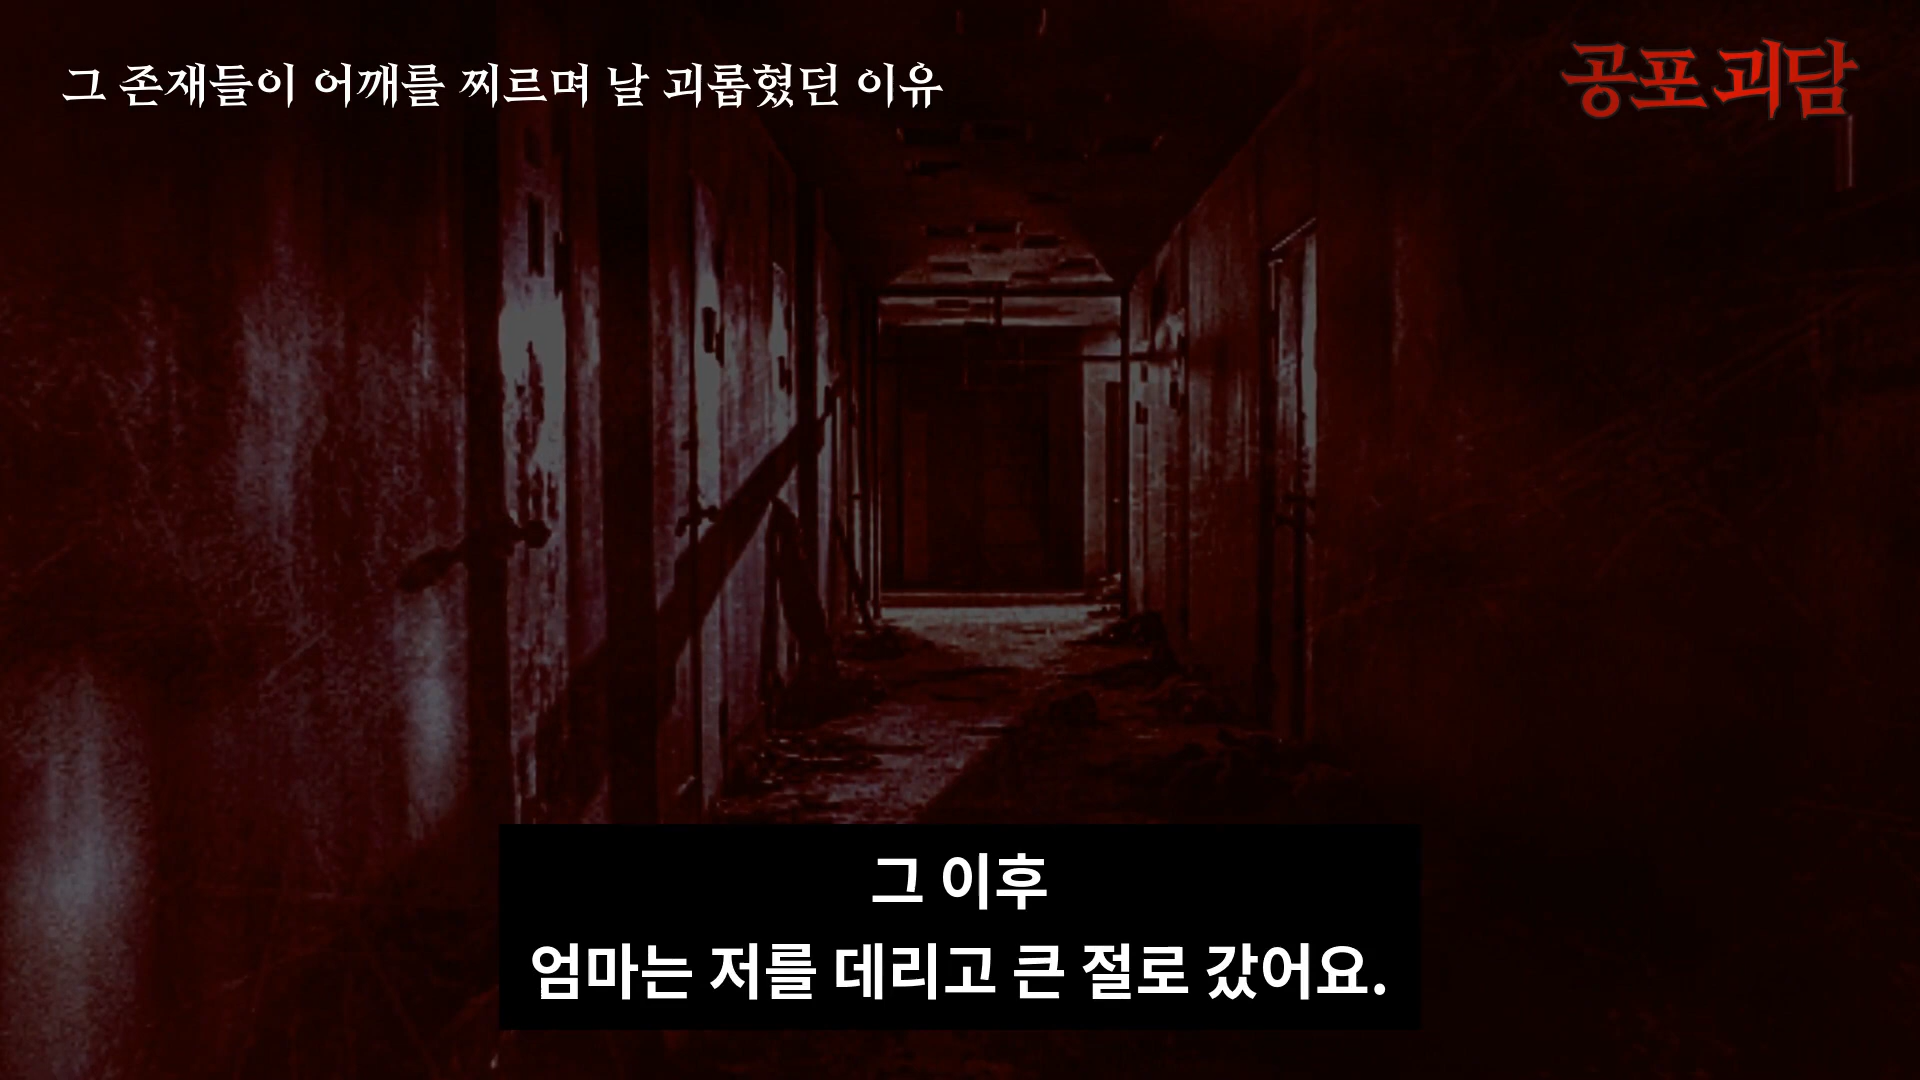 그 존재들이 어깨를 찌르며 날 괴롭혔던 이유
공포 괴담
그 이후
엄마는 저를 데리고 큰 절로 갔어요.